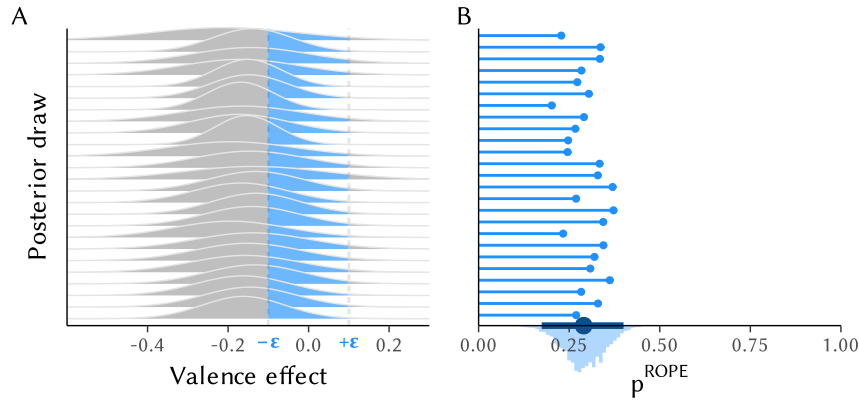 A
B
Posterior draw
-0.4 -0.2 −ε 0.0 +ε 0.2
Valence effect
0.00 0.25 0.50 0.75 1.00
pROPE